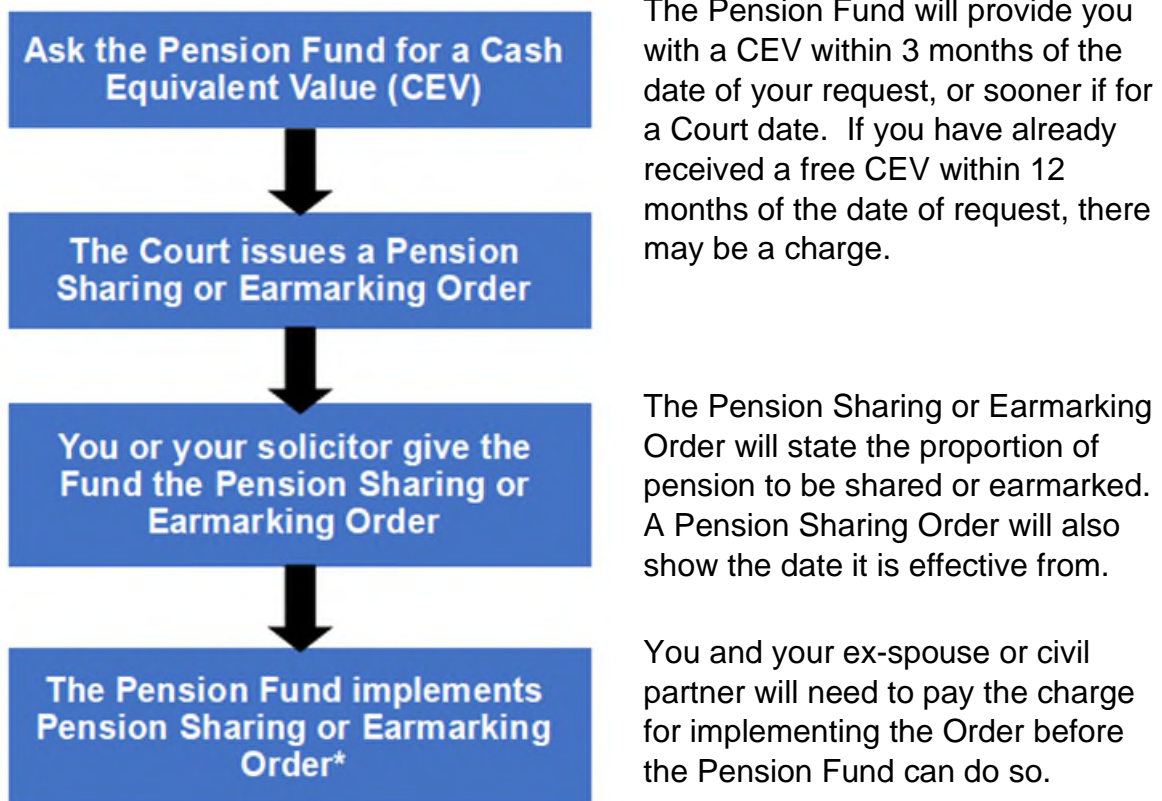 The Pension Fund will provide you
Ask the Pension Fund for a Cash
Equivalent Value (CEV)
with a CEV within 3 months of the
date of your request, or sooner if for
a Court date.  If you have already
received a free CEV within 12
months of the date of request, there
may be a charge.
The Court issues a Pension
Sharing or Earmarking Order
You or your solicitor give the
Fund the Pension Sharing or
Earmarking Order
The Pension Sharing or Earmarking
Order will state the proportion of
pension to be shared or earmarked.
A Pension Sharing Order will also
show the date it is effective from.
The Pension Fund implements
Pension Sharing or Earmarking
Order*
You and your ex-spouse or civil
partner will need to pay the charge
for implementing the Order before
the Pension Fund can do so.